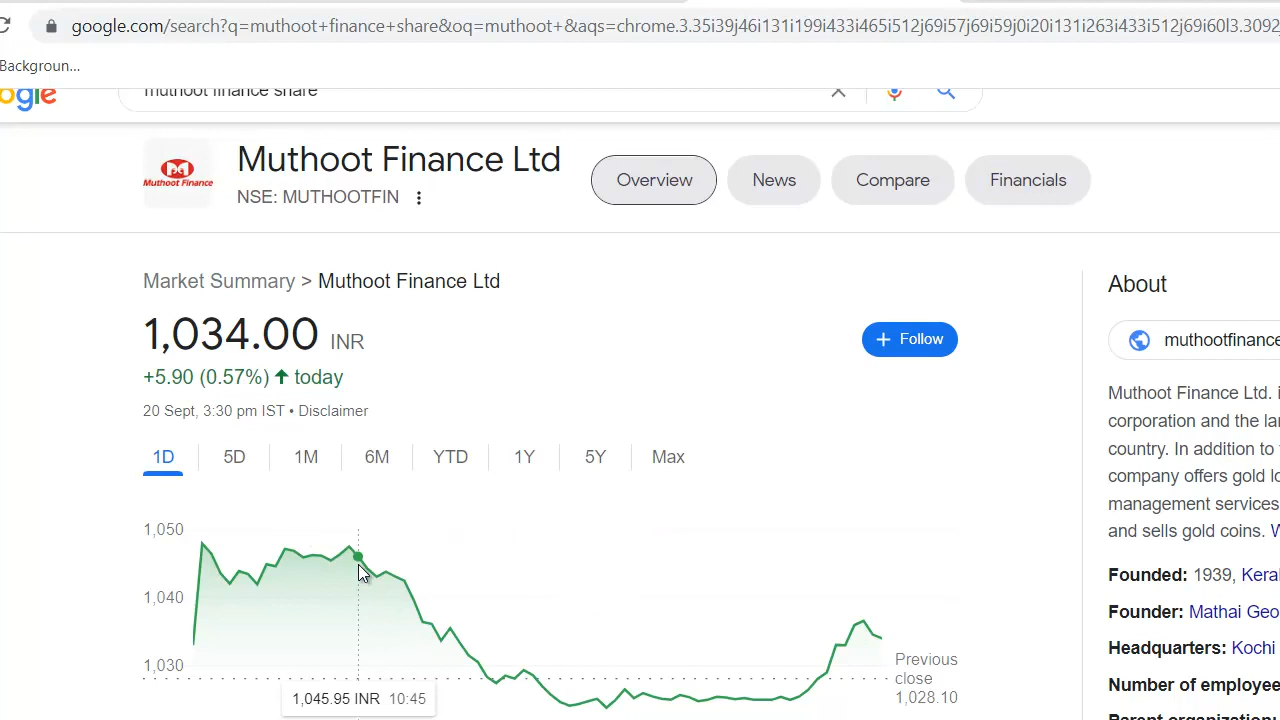 google.com/search?q=muthoot+finance+share&oq=muthoot+&aqs=chrome.3.35i39j46i131i199i433i465i512j69i57j69i59j0i20i131i263i433i512j69i60l3.3092
Backgroun...
ogle
muthoot finance share
Muthoot Finance
Muthoot Finance Ltd
NSE: MUTHOOTFIN
Overview
News
Compare
Financials
Market Summary > Muthoot Finance Ltd
1,034.00 INR
+ Follow
+5.90 (0.57%) ↑ today
20 Sept, 3:30 pm IST • Disclaimer
1D
5D
1M
6M
YTD
1Y
5Y
Max
1,050
1,040
1,030
Previous
close
1,028.10
1,045.95 INR 10:45
About
muthootfinance
Muthoot Finance Ltd. i
corporation and the la
country. In addition to
company offers gold lo
management services
and sells gold coins. W
Founded: 1939, Keral
Founder: Mathai Geo
Headquarters: Kochi
Number of employee
Parent organization: